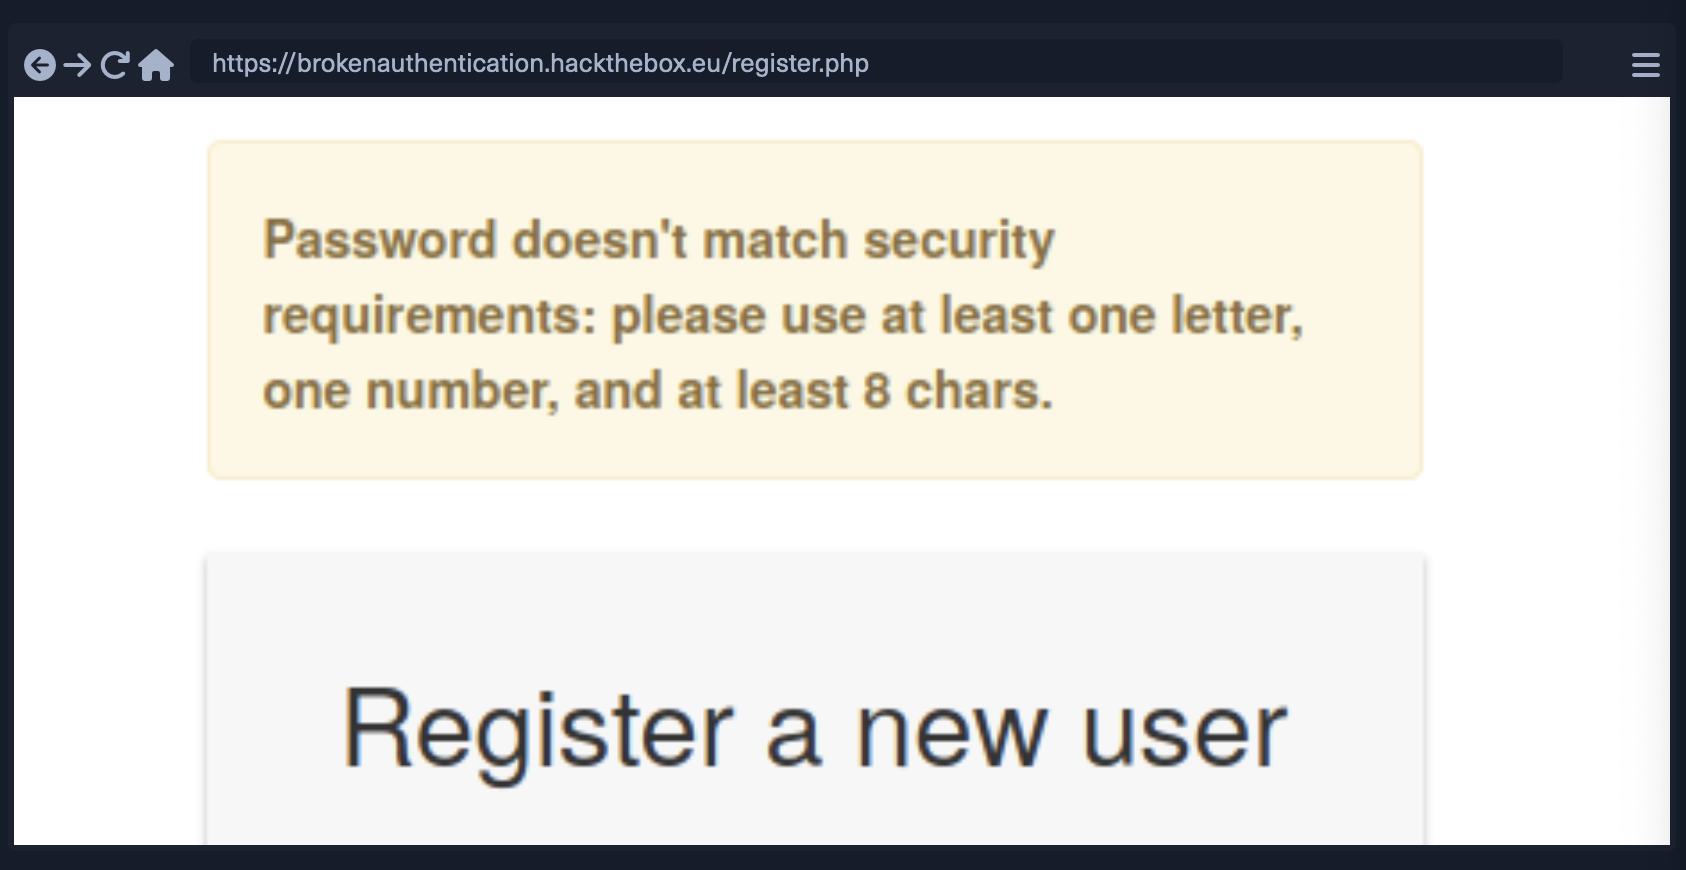 https://brokenauthentication.hackthebox.eu/register.php
Password doesn't match security
requirements: please use at least one letter,
one number, and at least 8 chars.
Register a new user